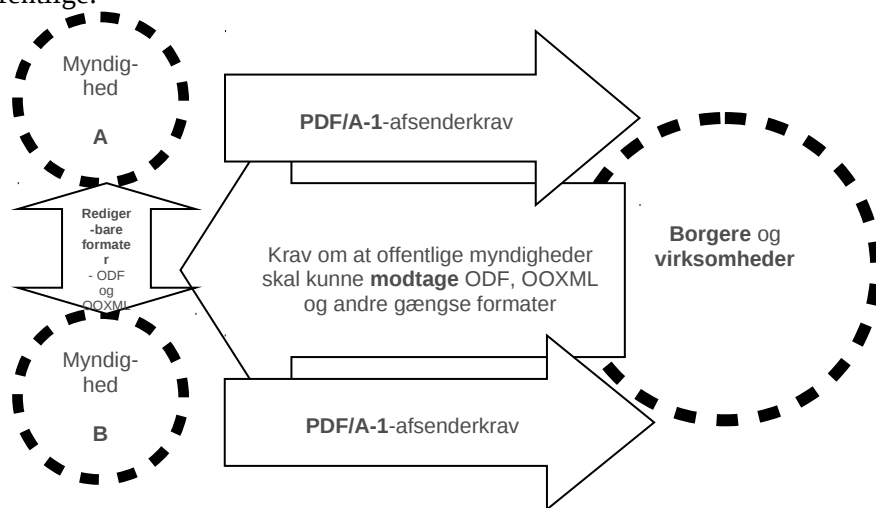 Myndig-
hed
A
PDF/A-1-afsenderkrav
Rediger
-bare
formate
r
- ODF
og
OOXML
Krav om at offentlige myndigheder
skal kunne modtage ODF, OOXML
og andre gængse formater
Borgere og
virksomheder
Myndig-
hed
B
PDF/A-1-afsenderkrav